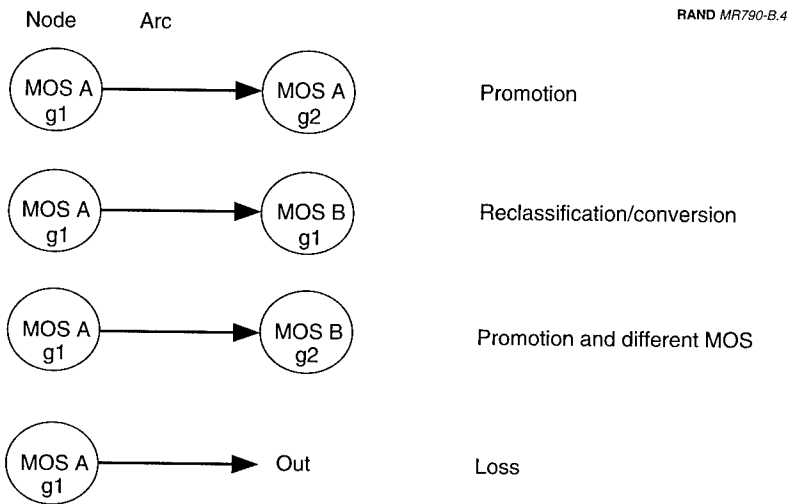 Node Arc RAND MR790-B.4
MOS A g1 MOS A g2 Promotion
MOS A g1 MOS B g1 Reclassification/conversion
MOS A g1 MOS B g2 Promotion and different MOS
MOS A g1 Out Loss